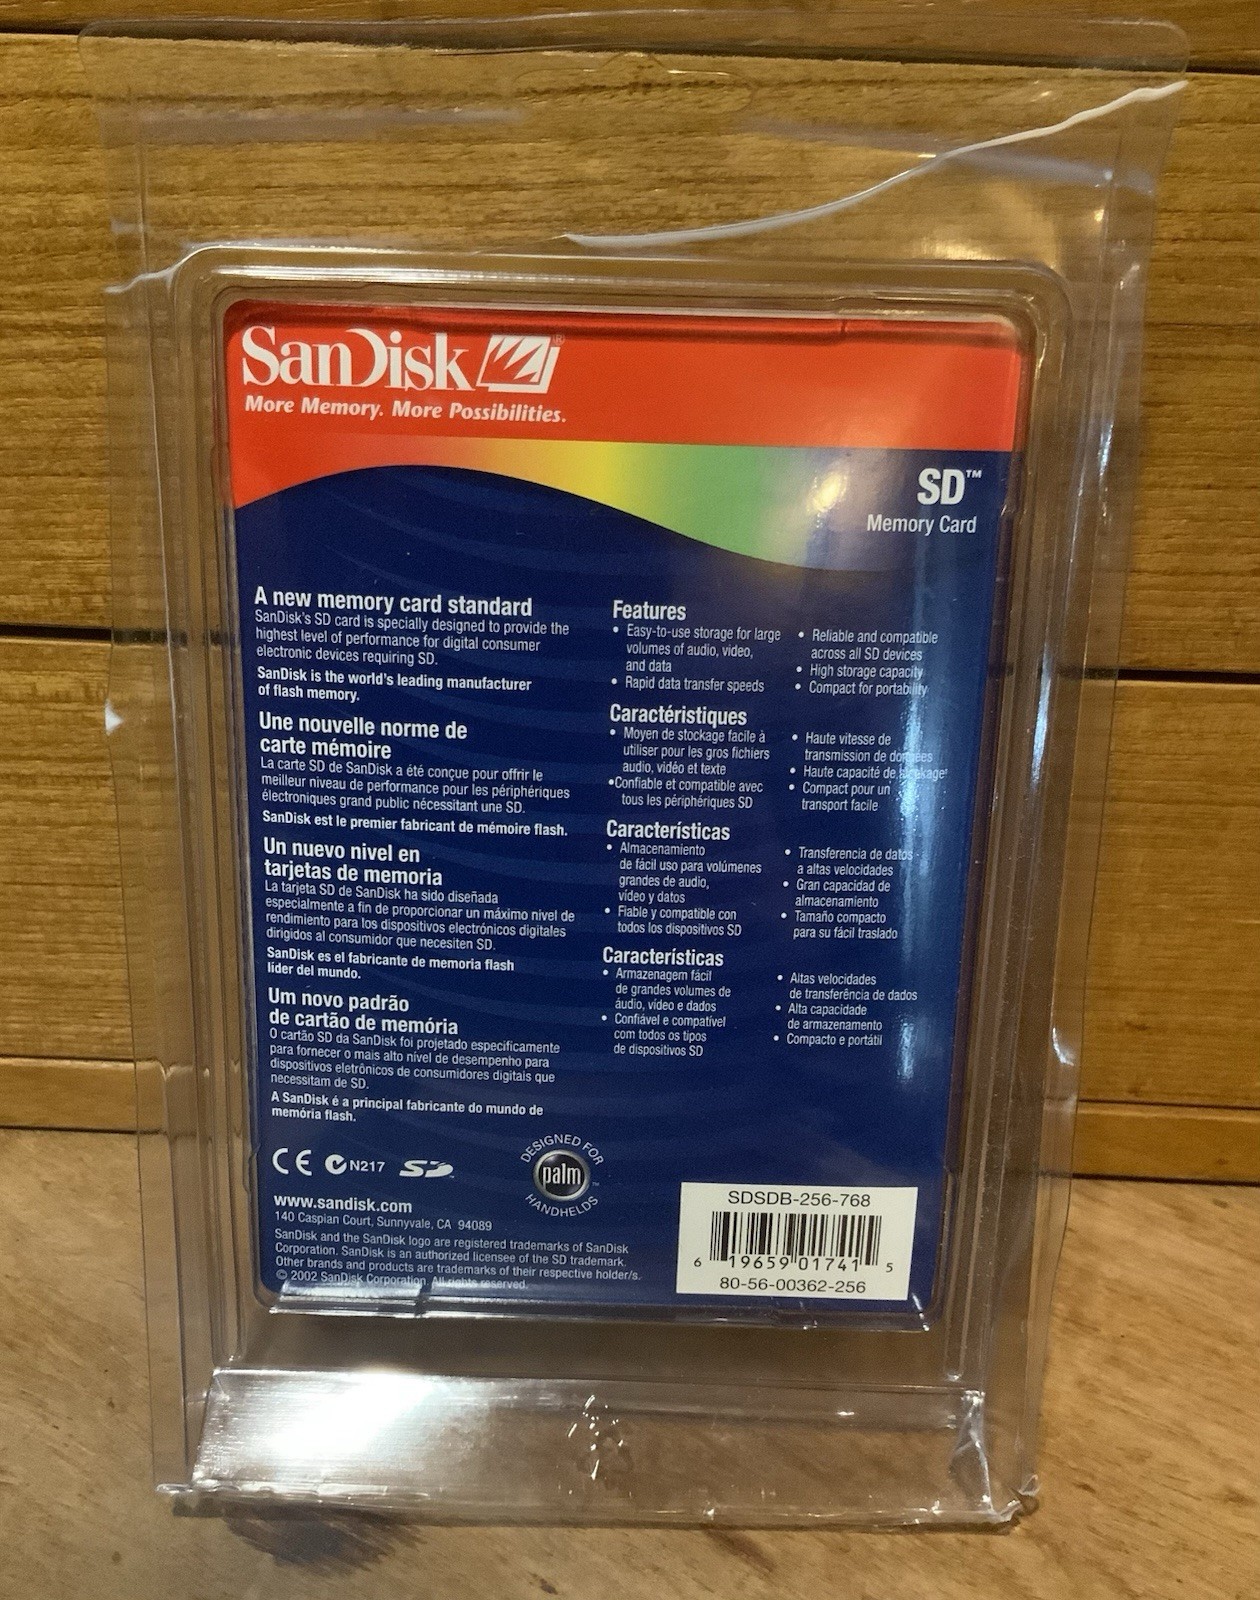 SanDisk ®
More Memory. More Possibilities.
SD™
Memory Card
A new memory card standard
SanDisk's SD card is specially designed to provide the
highest level of performance for digital consumer
electronic devices requiring SD.
SanDisk is the world's leading manufacturer
of flash memory.
Une nouvelle norme de
carte mémoire
La carte SD de SanDisk a été conçue pour offrir le
meilleur niveau de performance pour les périphériques
électroniques grand public nécessitant une SD.
SanDisk est le premier fabricant de mémoire flash.
Un nuevo nivel en
tarjetas de memoria
La tarjeta SD de SanDisk ha sido diseñada
especialmente a fin de proporcionar un máximo nivel de
rendimiento para los dispositivos electrónicos digitales
dirigidos al consumidor que necesiten SD.
SanDisk es el fabricante de memoria flash
líder del mundo.
Um novo padrão
de cartão de memória
O cartão SD da SanDisk foi projetado especificamente
para fornecer o mais alto nível de desempenho para
dispositivos eletrônicos de consumidores digitais que
necessitam de SD.
A SanDisk é a principal fabricante do mundo de
memória flash.
Features
• Easy-to-use storage for large
volumes of audio, video,
and data
• Rapid data transfer speeds
• Reliable and compatible
across all SD devices
• High storage capacity
• Compact for portability
Caractéristiques
• Moyen de stockage facile à
utiliser pour les gros fichiers
audio, vidéo et texte
•Confiable et compatible avec
tous les périphériques SD
• Haute vitesse de
transmission de données
• Haute capacité de stockage
• Compact pour un
transport facile
Características
• Almacenamiento
de fácil uso para volúmenes
grandes de audio,
vídeo y datos
• Fiable y compatible con
todos los dispositivos SD
• Transferencia de datos
a altas velocidades
• Gran capacidad de
almacenamiento
• Tamaño compacto
para su fácil traslado
Características
• Armazenagem fácil
de grandes volumes de
áudio, vídeo e dados
• Confiável e compatível
com todos os tipos
de dispositivos SD
• Altas velocidades
de transferência de dados
• Alta capacidade
de armazenamento
• Compacto e portátil
CE N217 SD
DESIGNED FOR
palm™
HANDHELDS
www.sandisk.com
140 Caspian Court, Sunnyvale, CA 94089
SanDisk and the SanDisk logo are registered trademarks of SanDisk
Corporation. SanDisk is an authorized licensee of the SD trademark.
Other brands and products are trademarks of their respective holder/s.
© 2002 SanDisk Corporation. All rights reserved.
SDSDB-256-768
6 19659 01741 5
80-56-00362-256